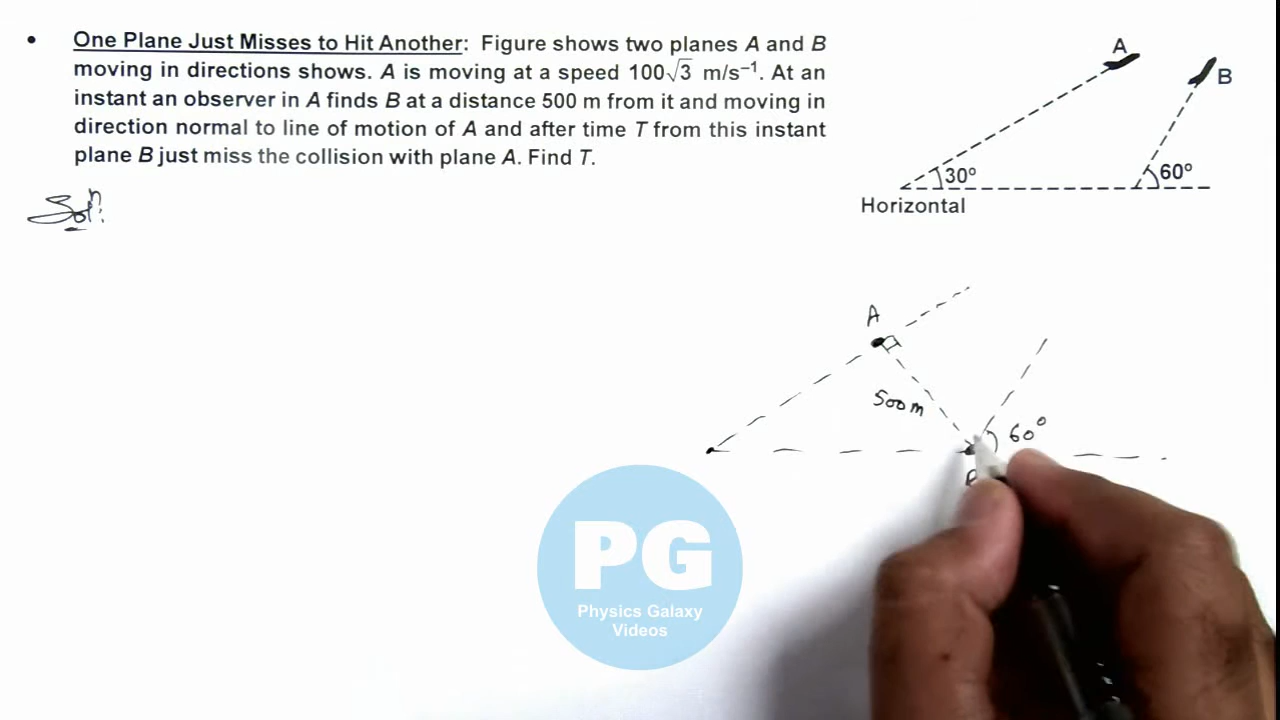 • One Plane Just Misses to Hit Another: Figure shows two planes A and B
moving in directions shows. A is moving at a speed 100√3 m/s⁻¹. At an
instant an observer in A finds B at a distance 500 m from it and moving in
direction normal to line of motion of A and after time T from this instant
plane B just miss the collision with plane A. Find T.
A
B
30°
60°
Horizontal
Solⁿ:
A
500 m
60°
PG
Physics Galaxy
Videos